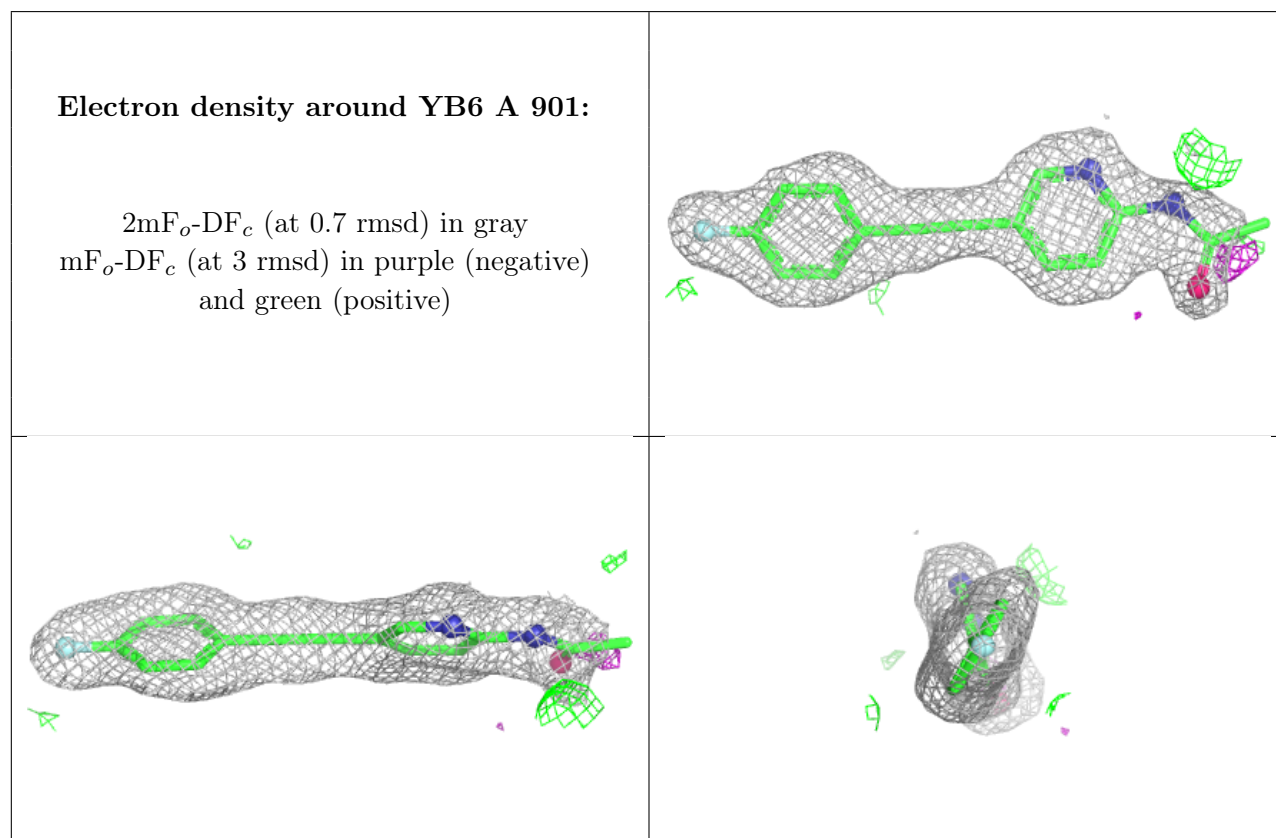 Electron density around YB6 A 901:
2mFo-DFc (at 0.7 rmsd) in gray
mFo-DFc (at 3 rmsd) in purple (negative)
and green (positive)